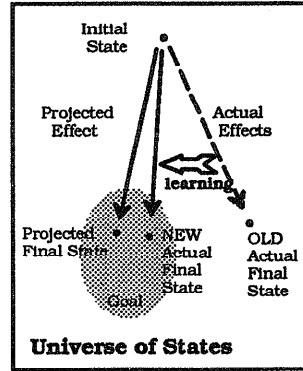 Initial
State
Projected
Effect
Actual
Effects
learning
Projected
Final State
NEW
Actual
Final
State
OLD
Actual
Final
State
Goal
Universe of States